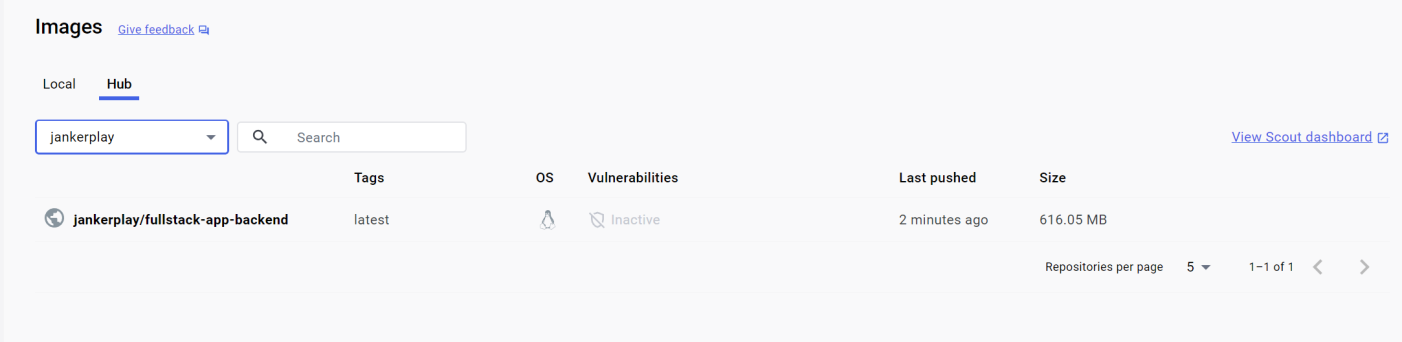 Images Give feedback
Local Hub
jankerplay Search View Scout dashboard
Tags OS Vulnerabilities Last pushed Size
jankerplay/fullstack-app-backend latest Inactive 2 minutes ago 616.05 MB
Repositories per page 5 1–1 of 1